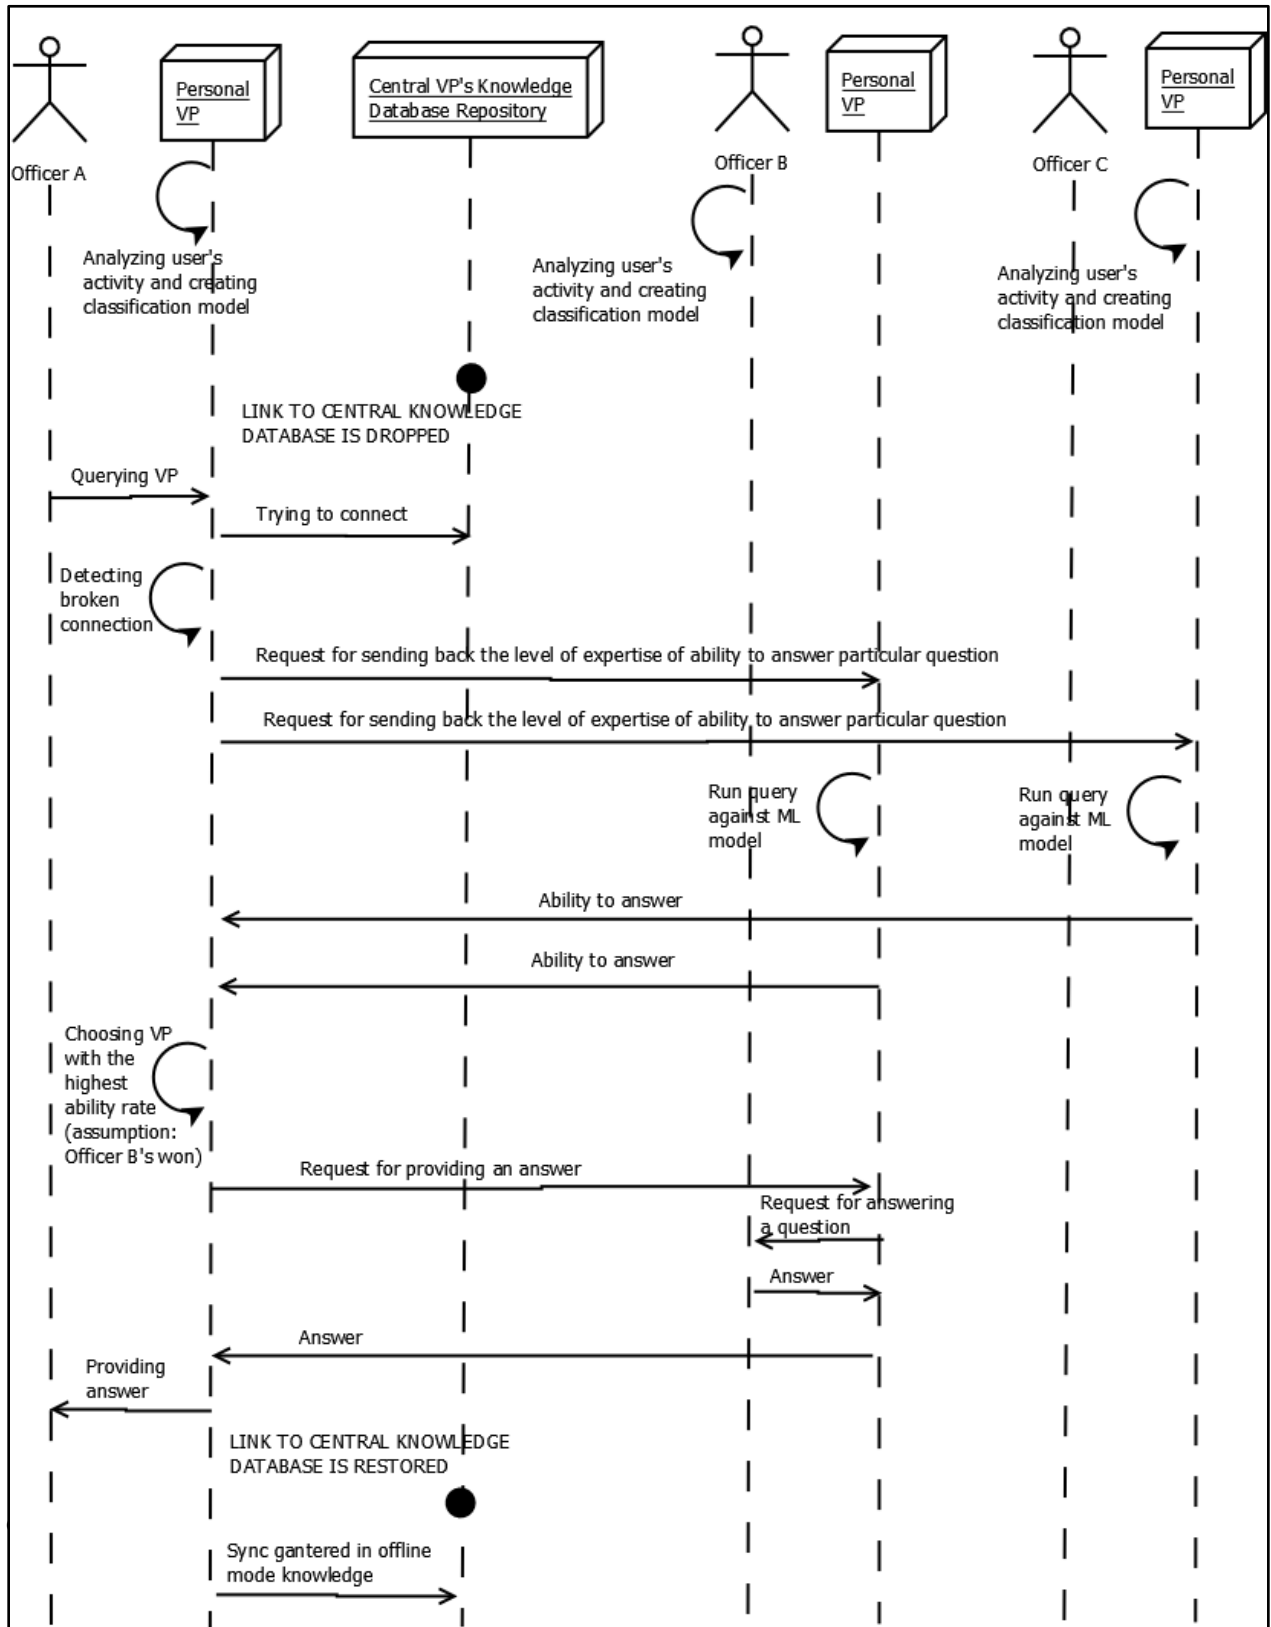 Personal
VP
Central VP's Knowledge
Database Repository
Personal
VP
Personal
VP
Officer A
Officer B
Officer C
Analyzing user's
activity and creating
classification model
Analyzing user's
activity and creating
classification model
Analyzing user's
activity and creating
classification model
LINK TO CENTRAL KNOWLEDGE
DATABASE IS DROPPED
Querying VP
Trying to connect
Detecting
broken
connection
Request for sending back the level of expertise of ability to answer particular question
Request for sending back the level of expertise of ability to answer particular question
Run query
against ML
model
Run query
against ML
model
Ability to answer
Ability to answer
Choosing VP
with the
highest
ability rate
(assumption:
Officer B's won)
Request for providing an answer
Request for answering
a question
Answer
Answer
Providing
answer
LINK TO CENTRAL KNOWLEDGE
DATABASE IS RESTORED
Sync gantered in offline
mode knowledge